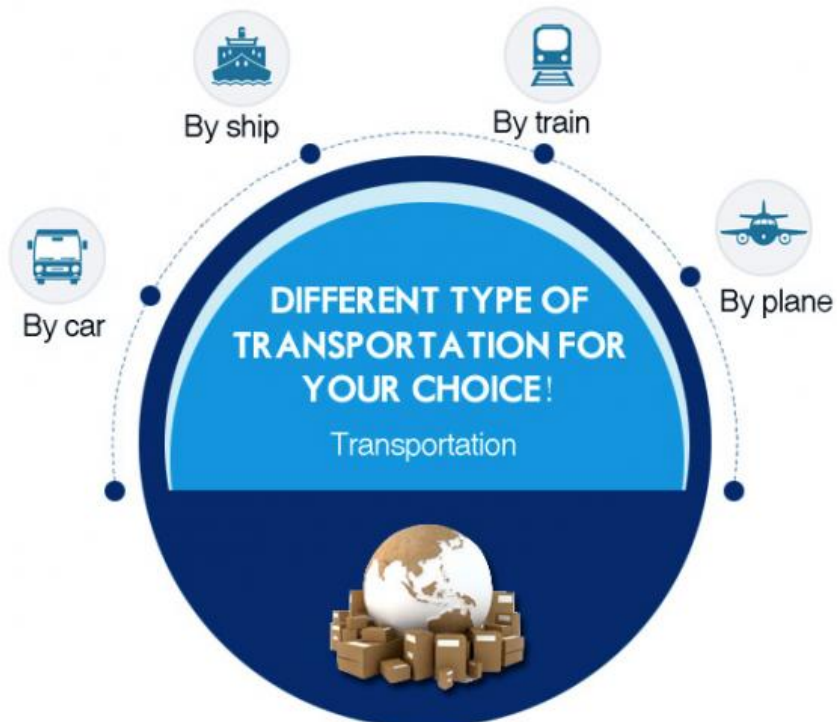 By ship
By train
By car
By plane
DIFFERENT TYPE OF
TRANSPORTATION FOR
YOUR CHOICE!
Transportation